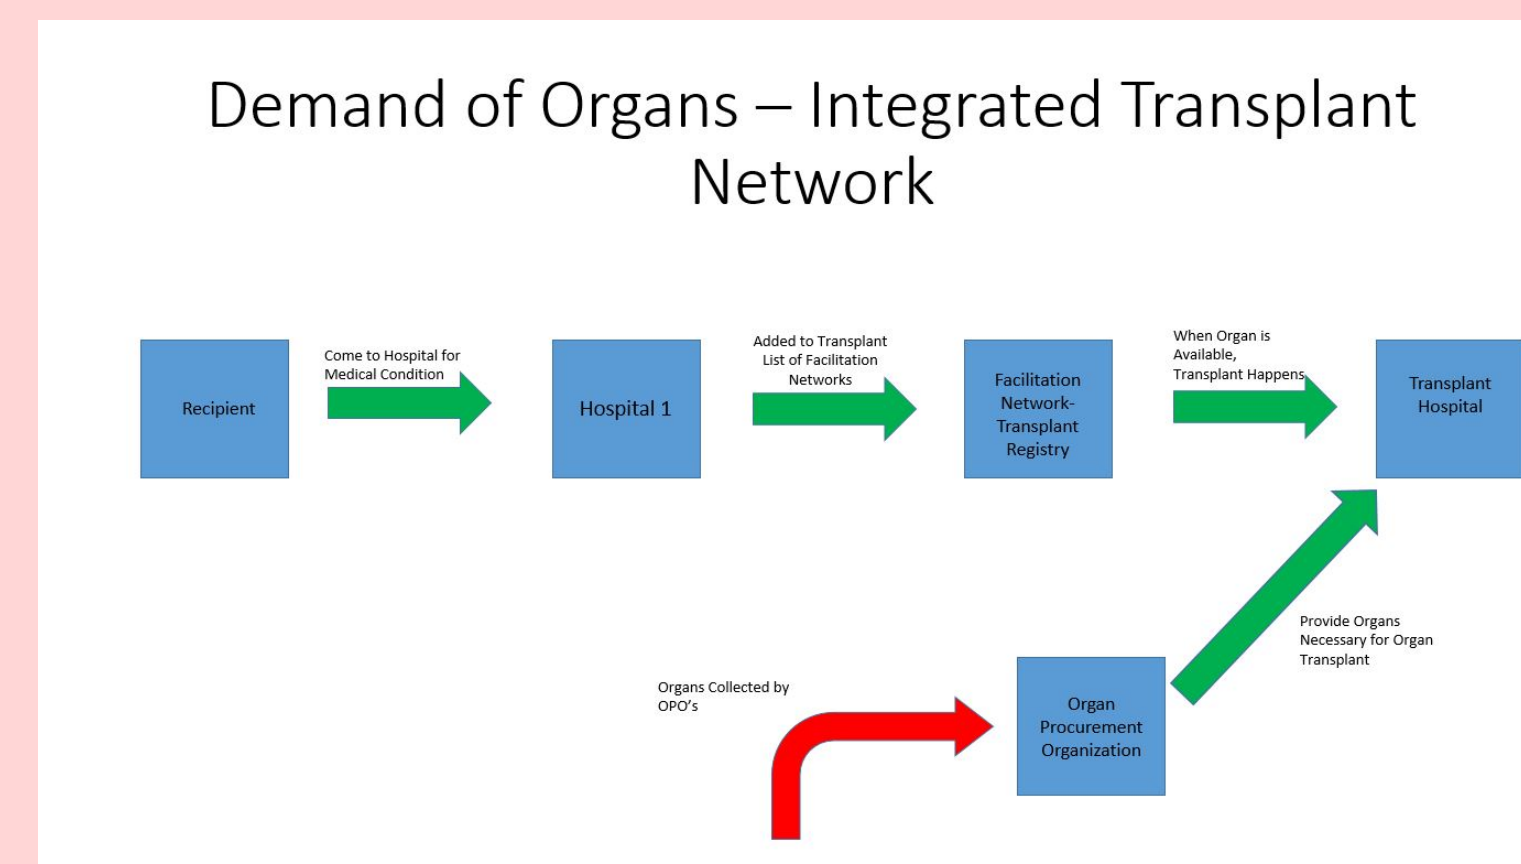 Demand of Organs – Integrated Transplant
Network
Recipient
Come to Hospital for
Medical Condition
Hospital 1
Added to Transplant
List of Facilitation
Networks
Facilitation
Network-
Transplant
Registry
When Organ is
Available,
Transplant Happens
Transplant
Hospital
Provide Organs
Necessary for Organ
Transplant
Organs Collected by
OPO’s
Organ
Procurement
Organization